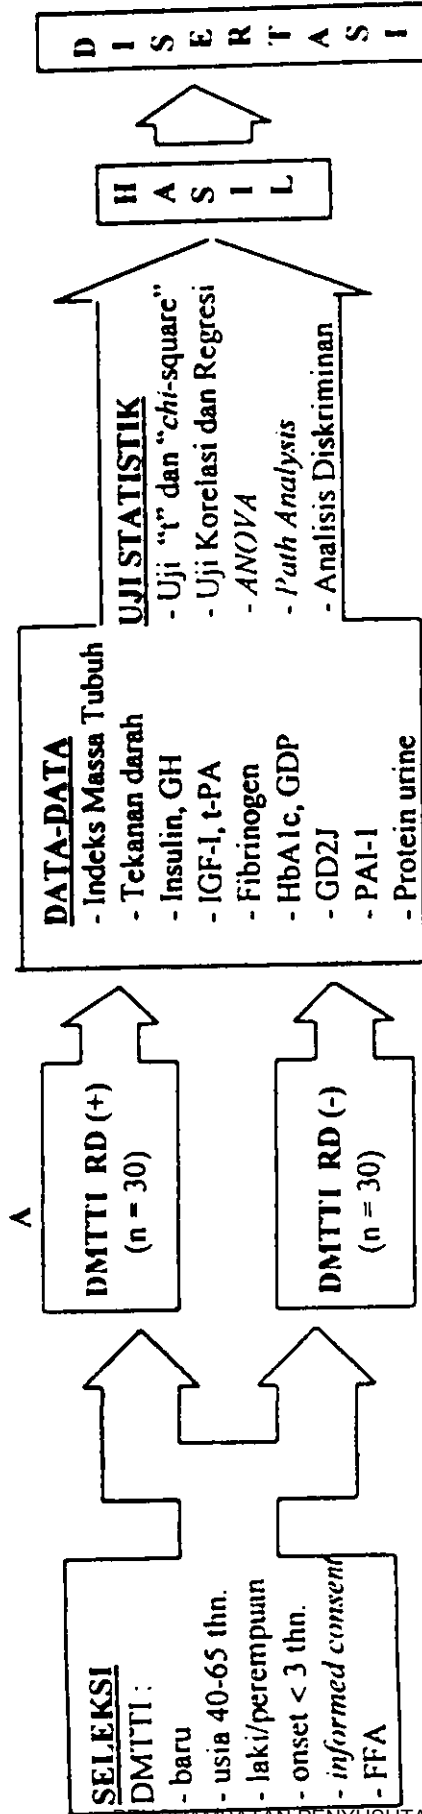 SELEKSI
DMTTI :
- baru
- usia 40-65 thn.
- laki/perempuan
- onset < 3 thn.
- informed consent
- FFA
A
DMTTI RD (+)
(n = 30)
DMTTI RD (-)
(n = 30)
DATA-DATA
- Indeks Massa Tubuh
- Tekanan darah
- Insulin, GH
- IGF-I, t-PA
- Fibrinogen
- HbA1c, GDP
- GD2J
- PAI-1
- Protein urine
UJI STATISTIK
- Uji “t” dan “chi-square”
- Uji Korelasi dan Regresi
- ANOVA
- Path Analysis
- Analisis Diskriminan
HASIL
DISERTASI